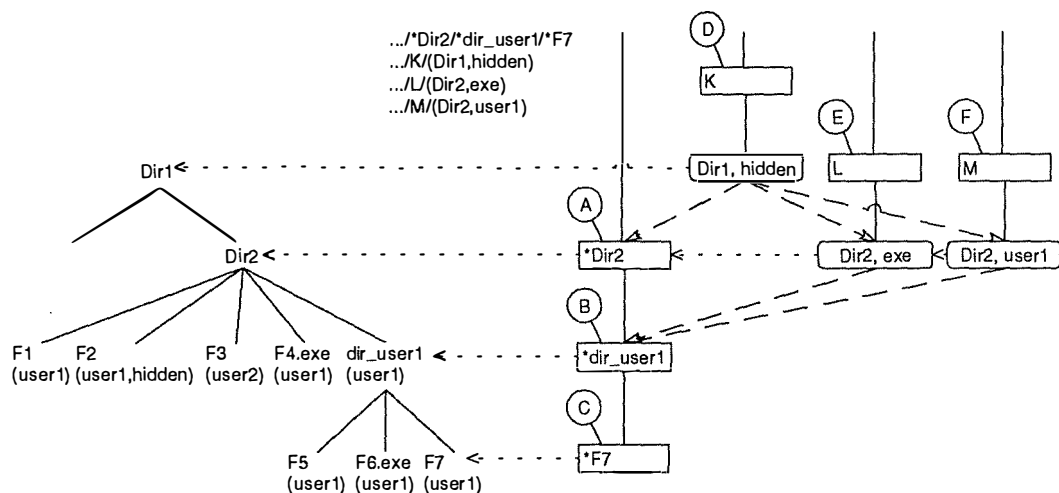 .../*Dir2/*dir_user1/*F7
.../K/(Dir1,hidden)
.../L/(Dir2,exe)
.../M/(Dir2,user1)
D
K
E
F
Dir1
Dir1, hidden
L
M
A
Dir2
*Dir2
Dir2, exe
Dir2, user1
B
F1
F2
F3
F4.exe
dir_user1
*dir_user1
(user1)
(user1,hidden)
(user2)
(user1)
(user1)
C
F5
F6.exe
F7
*F7
(user1)
(user1)
(user1)